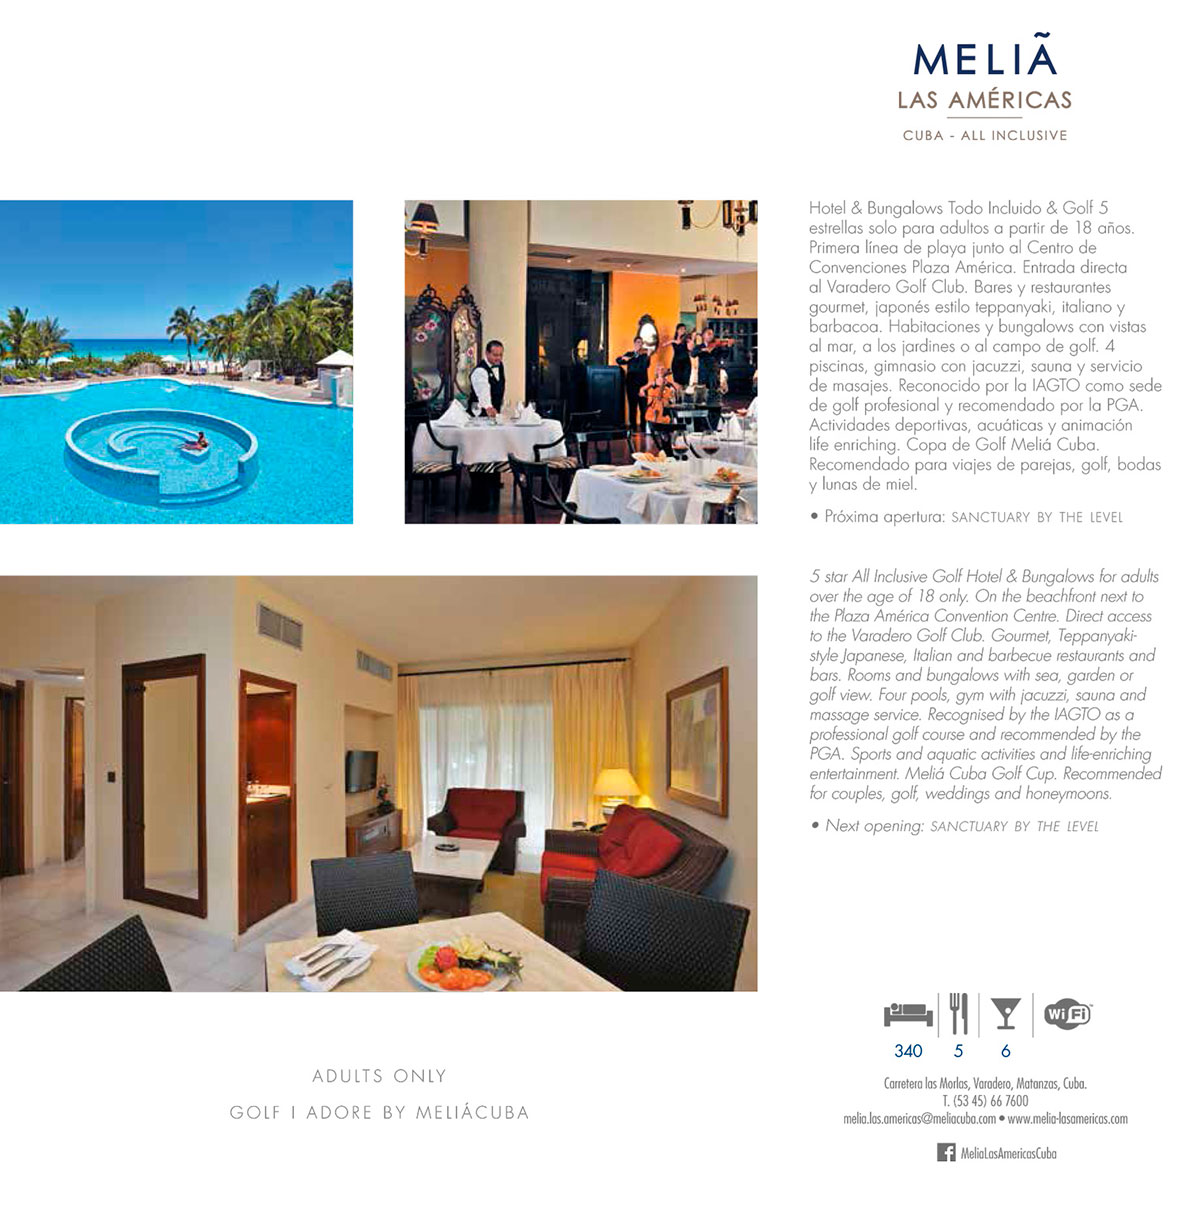 MELIÃ
LAS AMÉRICAS
CUBA - ALL INCLUSIVE
Hotel & Bungalows Todo Incluido & Golf 5
estrellas solo para adultos a partir de 18 años.
Primera línea de playa junto al Centro de
Convenciones Plaza América. Entrada directa
al Varadero Golf Club. Bares y restaurantes
gourmet, japonés estilo teppanyaki, italiano y
barbacoa. Habitaciones y bungalows con vistas
al mar, a los jardines o al campo de golf. 4
piscinas, gimnasio con jacuzzi, sauna y servicio
de masajes. Reconocido por la IAGTO como sede
de golf profesional y recomendado por la PGA.
Actividades deportivas, acuáticas y animación
life enriching. Copa de Golf Meliá Cuba.
Recomendado para viajes de parejas, golf, bodas
y lunas de miel.
• Próxima apertura: SANCTUARY BY THE LEVEL
5 star All Inclusive Golf Hotel & Bungalows for adults
over the age of 18 only. On the beachfront next to
the Plaza América Convention Centre. Direct access
to the Varadero Golf Club. Gourmet, Teppanyaki-
style Japanese, Italian and barbecue restaurants and
bars. Rooms and bungalows with sea, garden or
golf view. Four pools, gym with jacuzzi, sauna and
massage service. Recognised by the IAGTO as a
professional golf course and recommended by the
PGA. Sports and aquatic activities and life-enriching
entertainment. Meliá Cuba Golf Cup. Recommended
for couples, golf, weddings and honeymoons.
• Next opening: SANCTUARY BY THE LEVEL
ADULTS ONLY
GOLF I ADORE BY MELIÁCUBA
Wi Fi ™
340 5 6
Carretera las Morlas, Varadero, Matanzas, Cuba.
T. (53 45) 66 7600
melia.las.americas@meliacuba.com • www.melia-lasamericas.com
f MeliaLasAmericasCuba